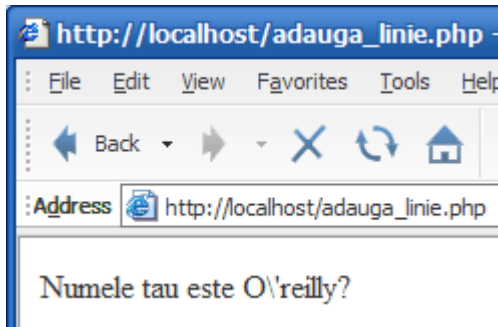 http://localhost/adauga_linie.php -
File Edit View Favorites Tools Help
Back
Address http://localhost/adauga_linie.php
Numele tau este O\'reilly?